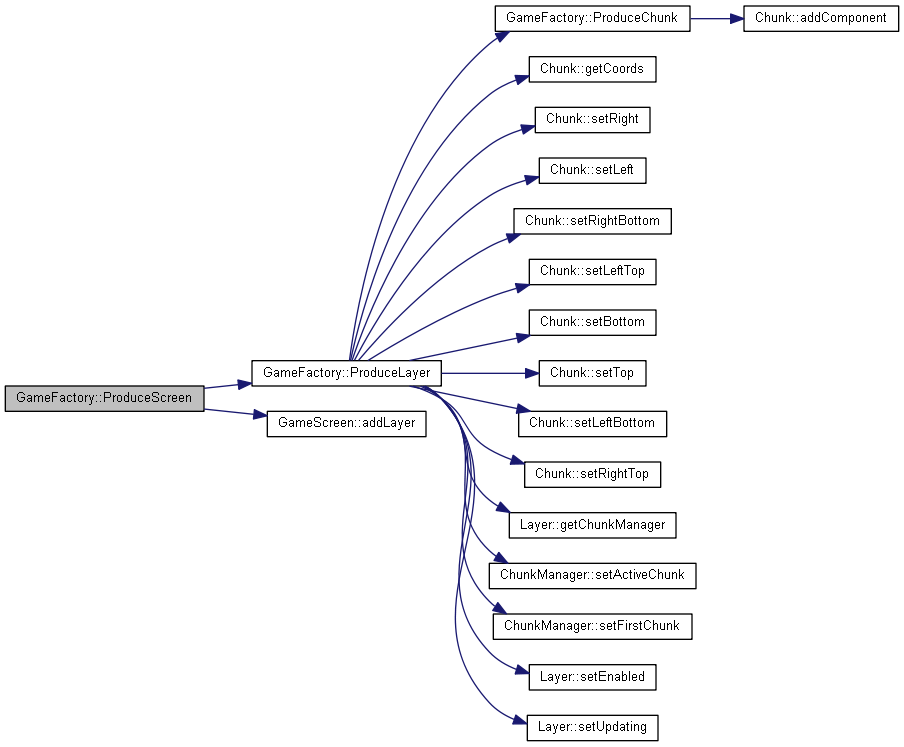 GameFactory::ProduceChunk
Chunk::addComponent
Chunk::getCoords
Chunk::setRight
Chunk::setLeft
Chunk::setRightBottom
Chunk::setLeftTop
Chunk::setBottom
GameFactory::ProduceLayer
Chunk::setTop
GameFactory::ProduceScreen
GameScreen::addLayer
Chunk::setLeftBottom
Chunk::setRightTop
Layer::getChunkManager
ChunkManager::setActiveChunk
ChunkManager::setFirstChunk
Layer::setEnabled
Layer::setUpdating